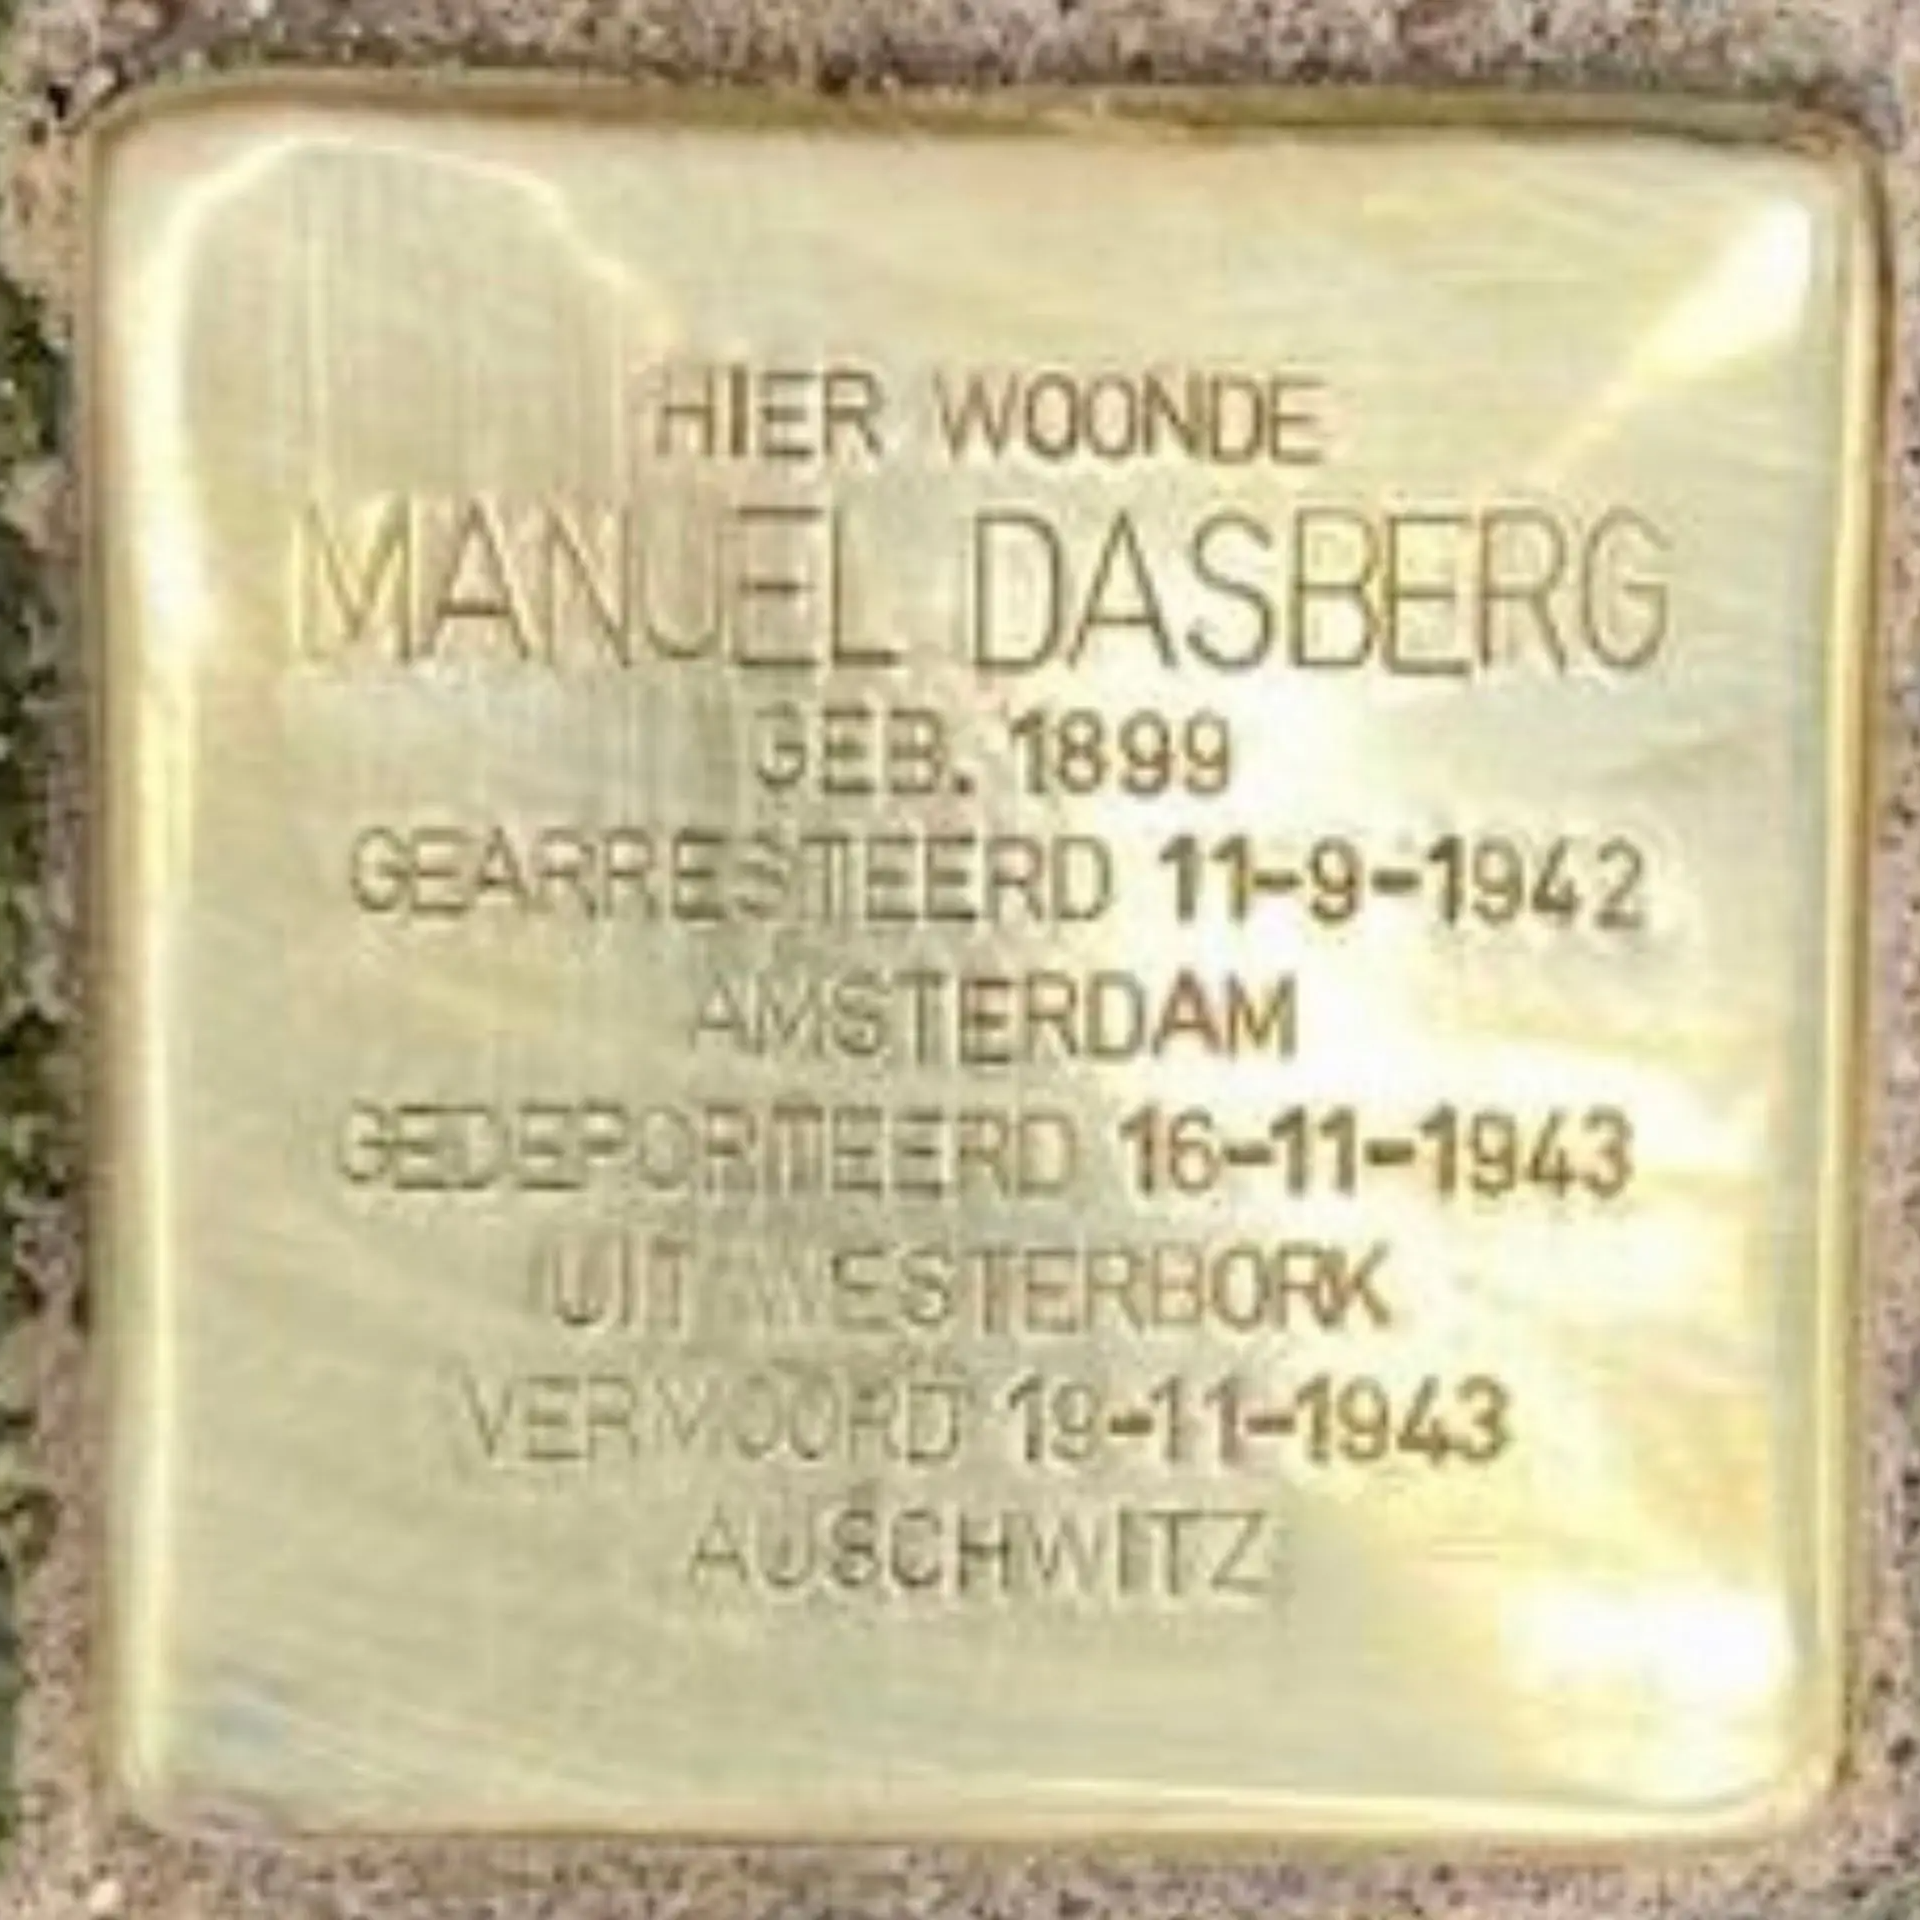 HIER WOONDE
MANUEL DASBERG
GEB. 1899
GEARRESTEERD 11-9-1942
AMSTERDAM
GEDEPORTEERD 16-11-1943
UIT WESTERBORK
VERMOORD 19-11-1943
AUSCHWITZ